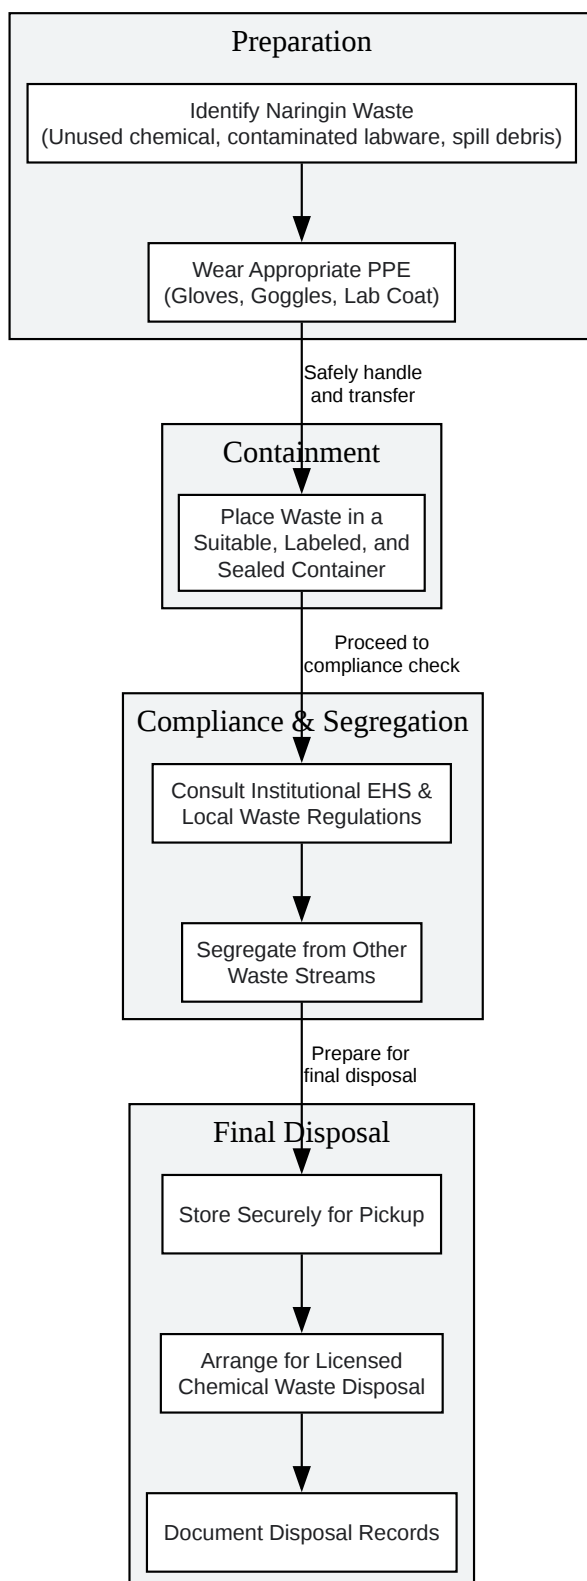 Preparation
Identify Naringin Waste
(Unused chemical, contaminated labware, spill debris)
Wear Appropriate PPE
(Gloves, Goggles, Lab Coat)
Safely handle
and transfer
Containment
Place Waste in a
Suitable, Labeled, and
Sealed Container
Proceed to
compliance check
Compliance & Segregation
Consult Institutional EHS &
Local Waste Regulations
Segregate from Other
Waste Streams
Prepare for
final disposal
Final Disposal
Store Securely for Pickup
Arrange for Licensed
Chemical Waste Disposal
Document Disposal Records